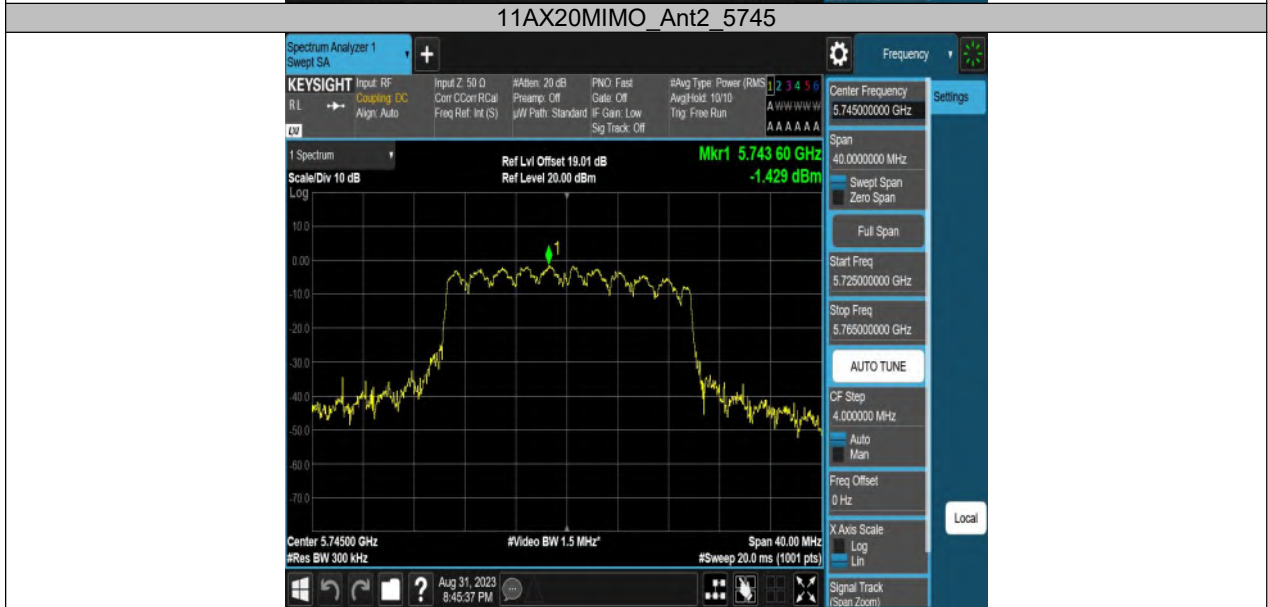 11AX20MIMO_Ant2_5745
Spectrum Analyzer 1
Swept SA
+
Frequency
KEYSIGHT
RL
LXI
Input: RF
Coupling: DC
Align: Auto
Input Z: 50 Ω
Corr CCorr RCal
Freq Ref: Int (S)
#Atten: 20 dB
Preamp: Off
µW Path: Standard
PNO: Fast
Gate: Off
IF Gain: Low
Sig Track: Off
#Avg Type: Power (RMS
Avg|Hold: 10/10
Trig: Free Run
1 2 3 4 5 6
A W W W W W
A A A A A A
1 Spectrum
Scale/Div 10 dB
Log
Ref Lvl Offset 19.01 dB
Ref Level 20.00 dBm
Mkr1 5.743 60 GHz
-1.429 dBm
10.0
0.00
-10.0
-20.0
-30.0
-40.0
-50.0
-60.0
-70.0
1
Center 5.74500 GHz
#Res BW 300 kHz
#Video BW 1.5 MHz*
Span 40.00 MHz
#Sweep 20.0 ms (1001 pts)
?
Aug 31, 2023
8:45:37 PM
Center Frequency
5.745000000 GHz
Settings
Span
40.0000000 MHz
Swept Span
Zero Span
Full Span
Start Freq
5.725000000 GHz
Stop Freq
5.765000000 GHz
AUTO TUNE
CF Step
4.000000 MHz
Auto
Man
Freq Offset
0 Hz
Local
X Axis Scale
Log
Lin
Signal Track
(Span Zoom)